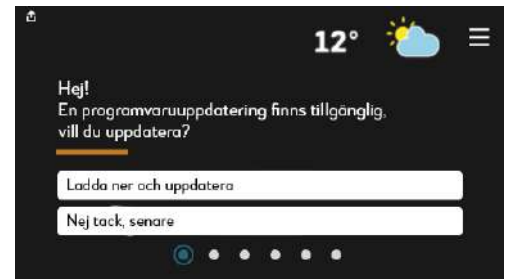 12°
Hej!
En programvaruuppdatering finns tillgänglig,
vill du uppdatera?
Ladda ner och uppdatera
Nej tack, senare